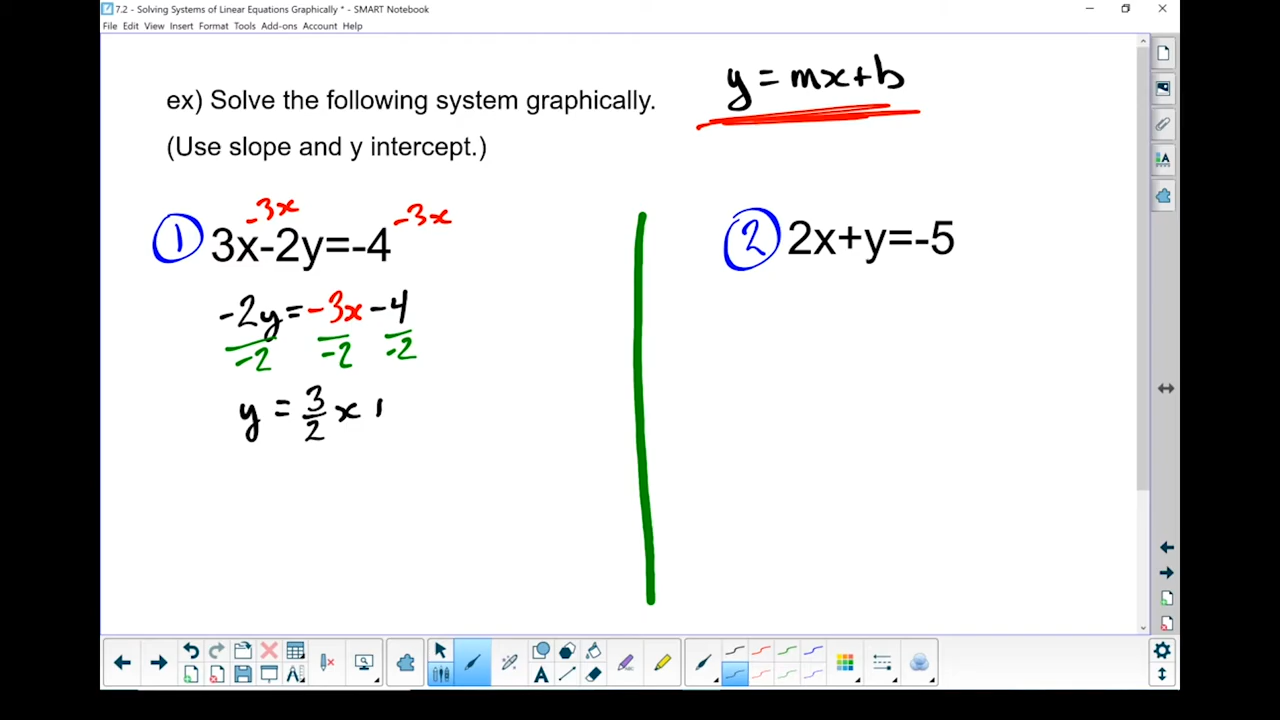 7.2 - Solving Systems of Linear Equations Graphically * - SMART Notebook
File Edit View Insert Format Tools Add-ons Account Help
y = mx+b
ex) Solve the following system graphically.
(Use slope and y intercept.)
-3x -3x
1 3x-2y=-4
2 2x+y=-5
-2y = -3x - 4
-2 -2 -2
y = 3/2 x